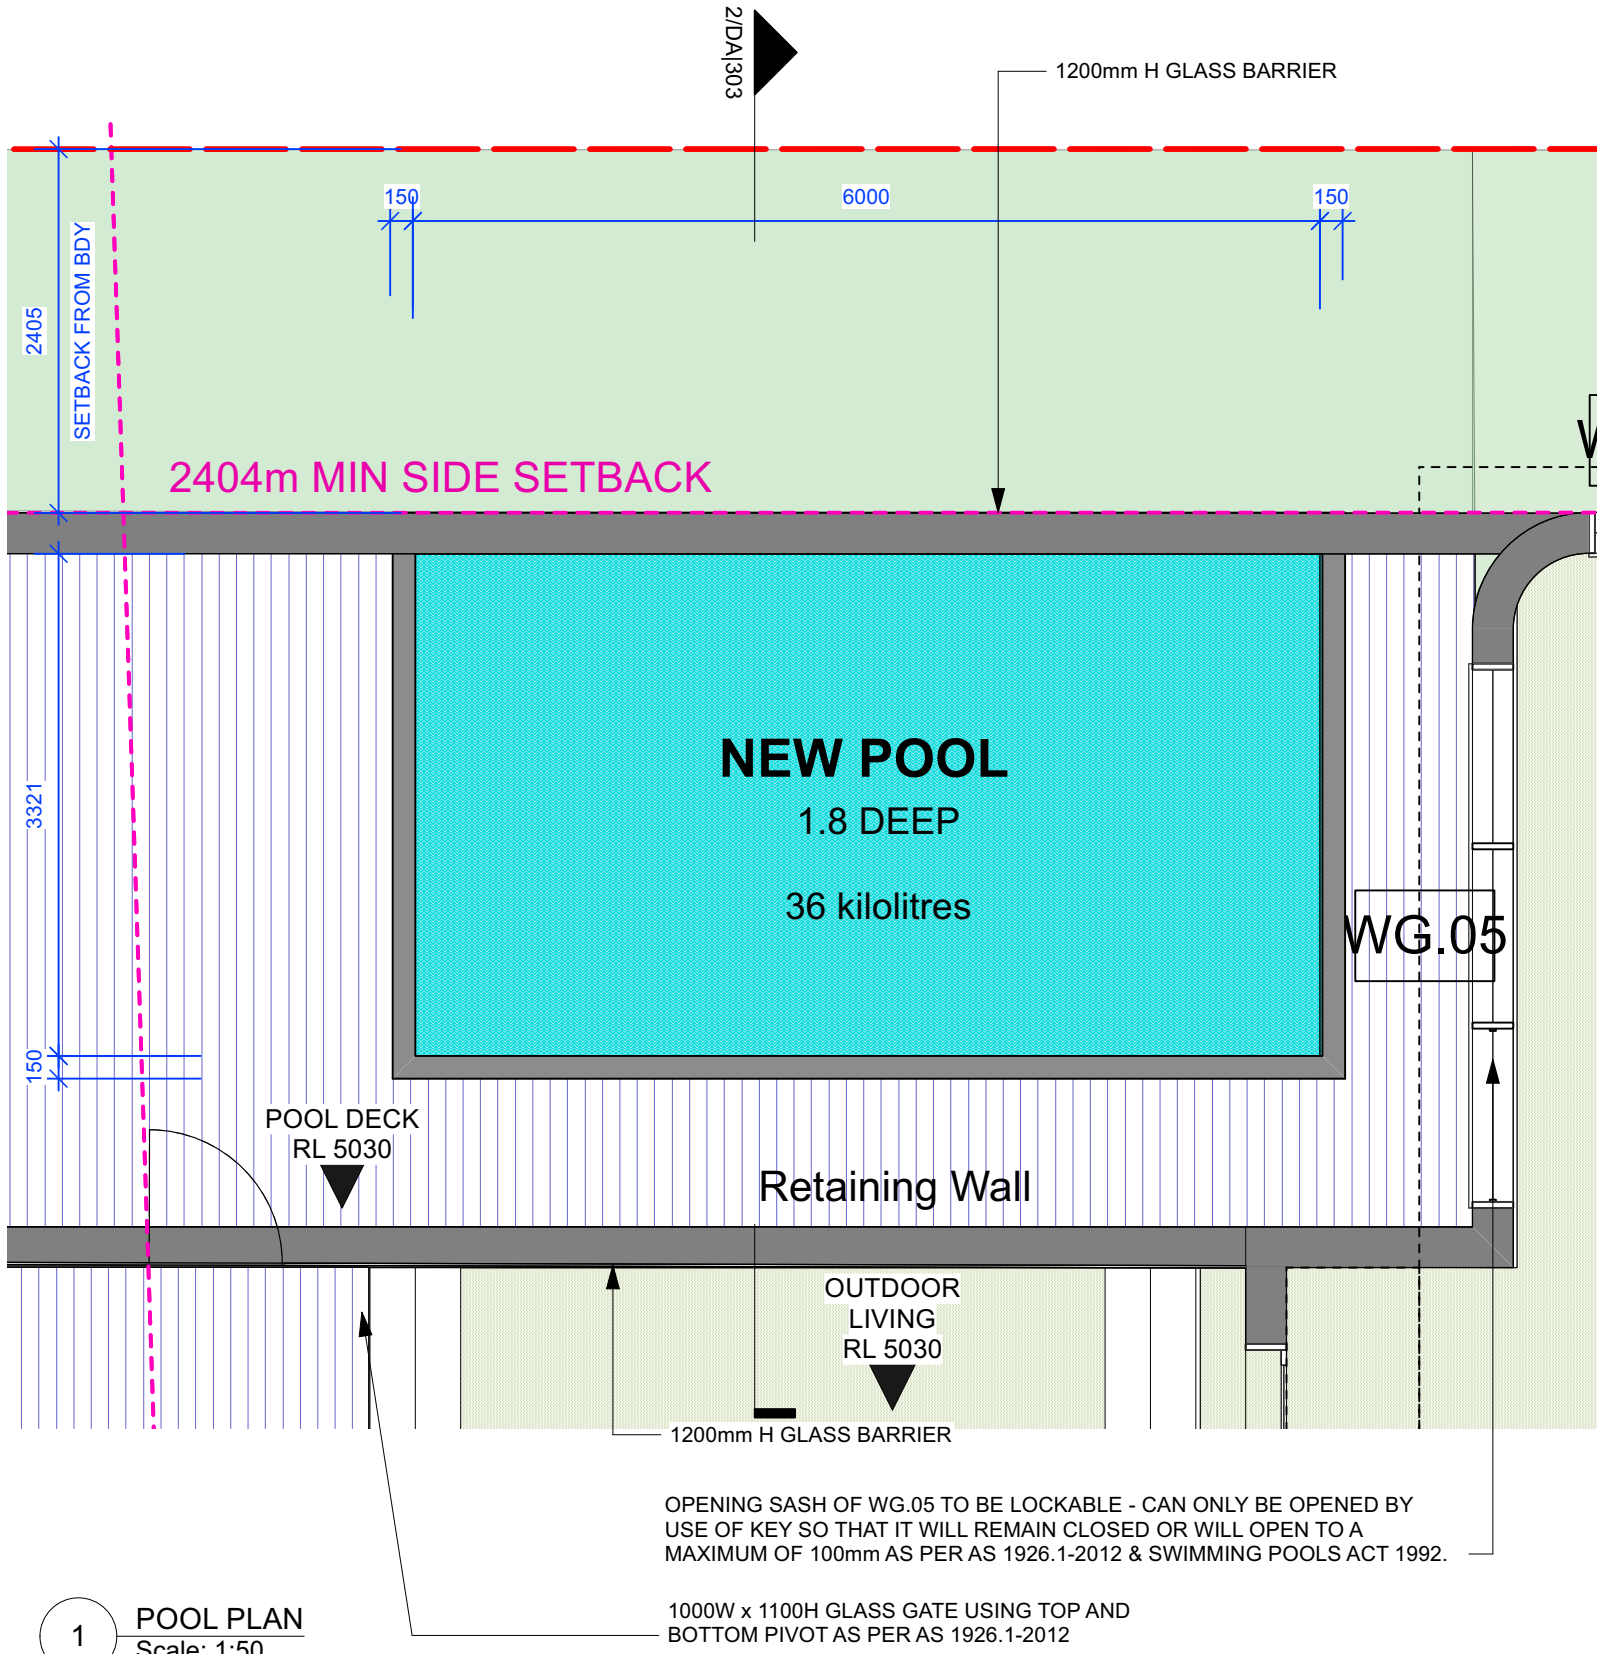 2/DA|303
1200mm H GLASS BARRIER
150
6000
150
2405
SETBACK FROM BDY
2404m MIN SIDE SETBACK
NEW POOL
1.8 DEEP
36 kilolitres
3321
WG.05
150
POOL DECK
RL 5030
Retaining Wall
OUTDOOR
LIVING
RL 5030
1200mm H GLASS BARRIER
OPENING SASH OF WG.05 TO BE LOCKABLE - CAN ONLY BE OPENED BY
USE OF KEY SO THAT IT WILL REMAIN CLOSED OR WILL OPEN TO A
MAXIMUM OF 100mm AS PER AS 1926.1-2012 & SWIMMING POOLS ACT 1992.
1000W x 1100H GLASS GATE USING TOP AND
BOTTOM PIVOT AS PER AS 1926.1-2012
1
POOL PLAN
Scale: 1:50